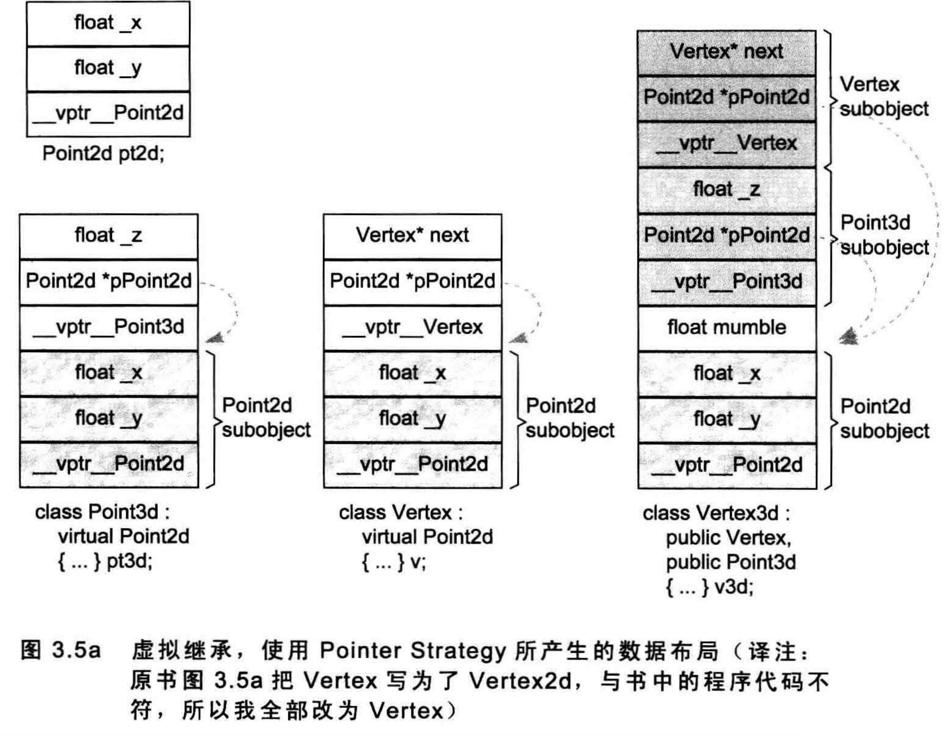 float _x
float _y
__vptr__Point2d
Point2d pt2d;
float _z
Point2d *pPoint2d
__vptr__Point3d
float _x
float _y
__vptr__Point2d
Point2d
subobject
class Point3d :
virtual Point2d
{ ... } pt3d;
Vertex* next
Point2d *pPoint2d
__vptr__Vertex
float _x
float _y
__vptr__Point2d
Point2d
subobject
class Vertex :
virtual Point2d
{ ... } v;
Vertex* next
Point2d *pPoint2d
__vptr__Vertex
Vertex
subobject
float _z
Point2d *pPoint2d
__vptr__Point3d
Point3d
subobject
float mumble
float _x
float _y
__vptr__Point2d
Point2d
subobject
class Vertex3d :
public Vertex,
public Point3d
{ ... } v3d;
图 3.5a 虚拟继承，使用 Pointer Strategy 所产生的数据布局（译注：
原书图 3.5a 把 Vertex 写为了 Vertex2d，与书中的程序代码不
符，所以我全部改为 Vertex）